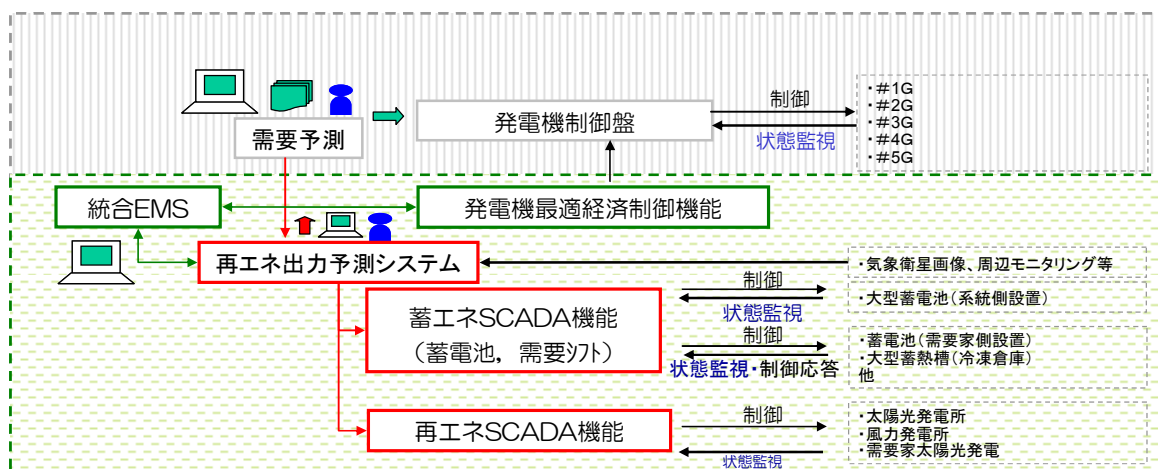 需要予測
発電機制御盤
制御
状態監視
・#1G
・#2G
・#3G
・#4G
・#5G
統合EMS
発電機最適経済制御機能
再エネ出力予測システム
・気象衛星画像、周辺モニタリング等
蓄エネSCADA機能
(蓄電池, 需要ｼﾌﾄ)
制御
状態監視
・大型蓄電池(系統側設置)
制御
状態監視・制御応答
・蓄電池(需要家側設置)
・大型蓄熱槽(冷凍倉庫)
他
再エネSCADA機能
制御
状態監視
・太陽光発電所
・風力発電所
・需要家太陽光発電